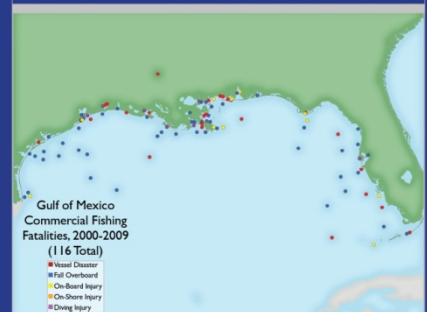 Gulf of Mexico
Commercial Fishing
Fatalities, 2000-2009
(116 Total)
Vessel Disaster
Fall Overboard
On-Board Injury
On-Shore Injury
Diving Injury